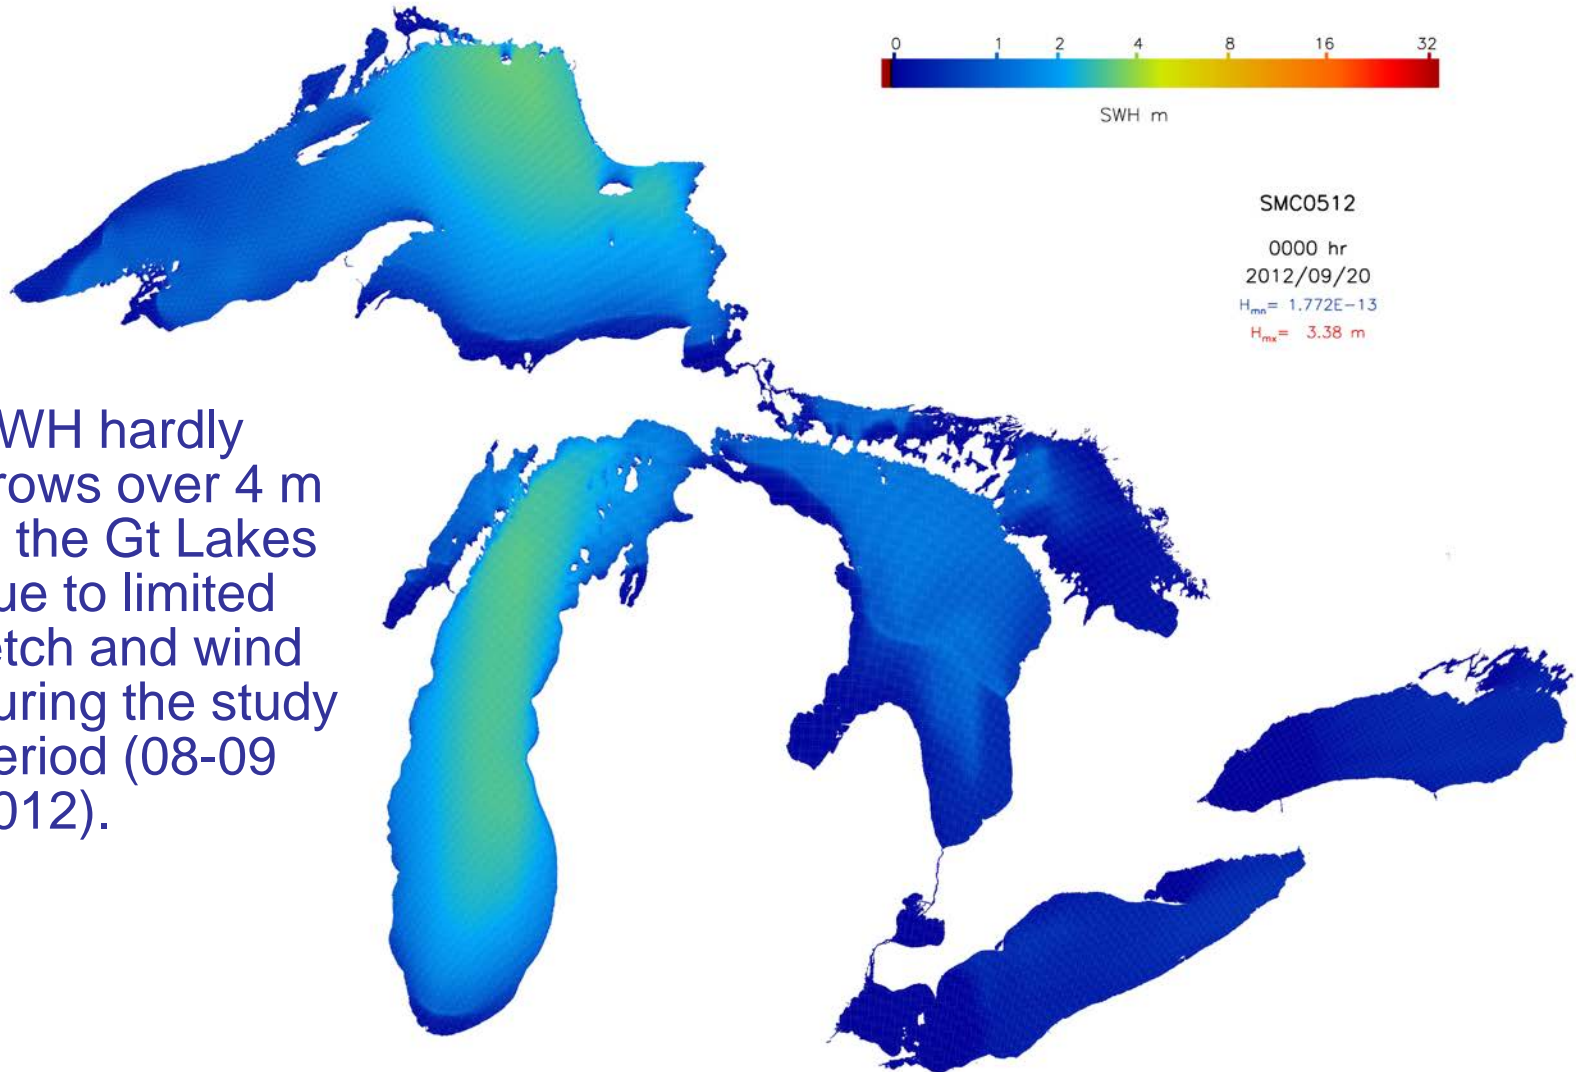 0 1 2 4 8 16 32
SWH m
SMC0512
0000 hr
2012/09/20
Hmn= 1.772E-13
Hmx= 3.38 m
WH hardly
rows over 4 m
the Gt Lakes
ue to limited
etch and wind
uring the study
eriod (08-09
012).